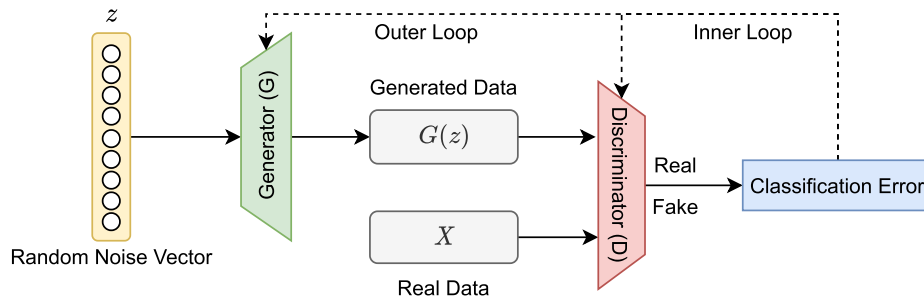 z
Outer Loop
Inner Loop
Generator (G)
Generated Data
G(z)
Discriminator (D)
Real
Fake
Classification Error
X
Random Noise Vector
Real Data